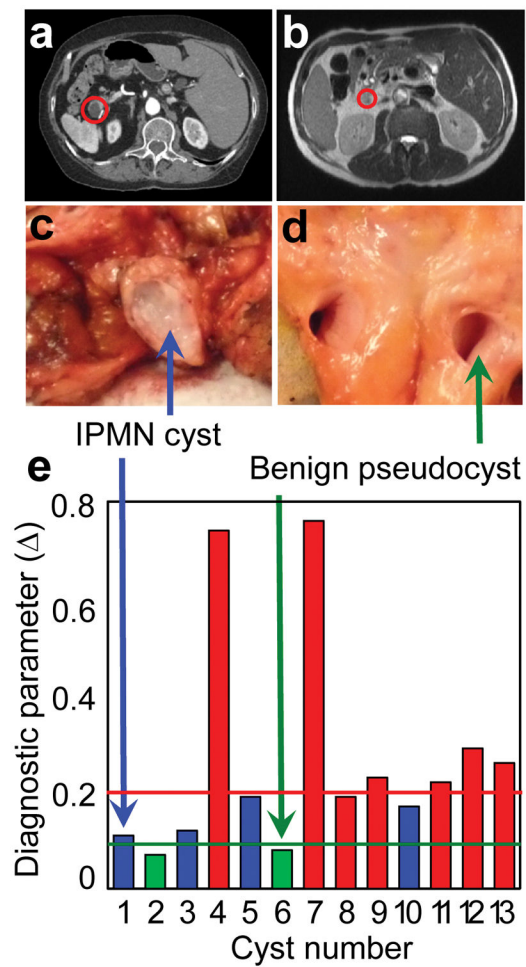 a
b
c
d
IPMN cyst
Benign pseudocyst
e
Diagnostic parameter (Δ)
0.8
0.6
0.4
0.2
0
1 2 3 4 5 6 7 8 9 10 11 12 13
Cyst number